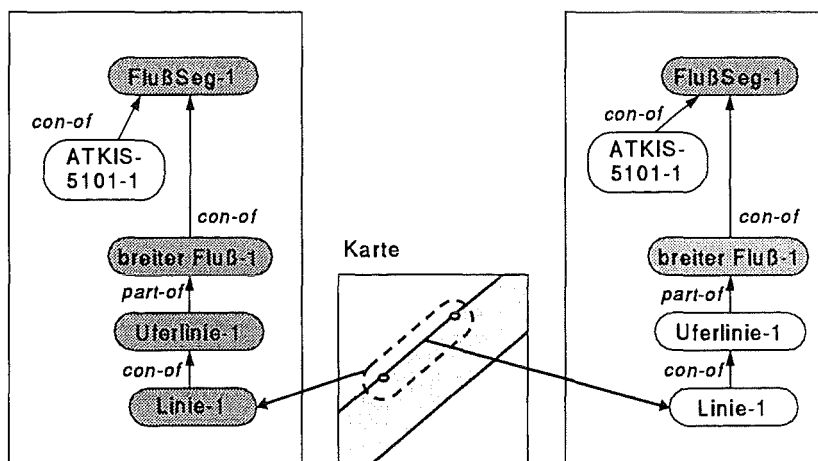 FlußSeg-1
con-of
ATKIS-
5101-1
con-of
breiter Fluß-1
part-of
Uferlinie-1
con-of
Linie-1
Karte
FlußSeg-1
con-of
ATKIS-
5101-1
con-of
breiter Fluß-1
part-of
Uferlinie-1
con-of
Linie-1